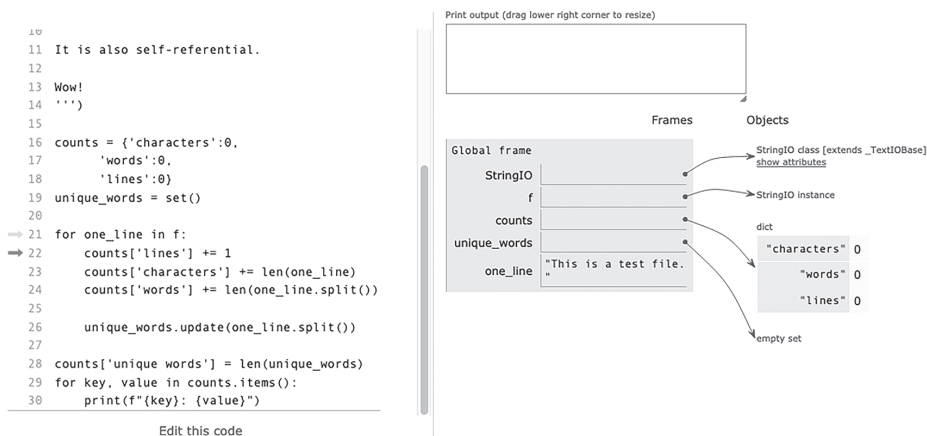 Print output (drag lower right corner to resize)
10
11 It is also self-referential.
12
13 Wow!
14 ''')
15
16 counts = {'characters':0,
17 'words':0,
18 'lines':0}
19 unique_words = set()
20
21 for one_line in f:
22 counts['lines'] += 1
23 counts['characters'] += len(one_line)
24 counts['words'] += len(one_line.split())
25
26 unique_words.update(one_line.split())
27
28 counts['unique words'] = len(unique_words)
29 for key, value in counts.items():
30 print(f"{key}: {value}")
Edit this code
Frames Objects
Global frame
StringIO
f
counts
unique_words
one_line "This is a test file.
"
StringIO class [extends _TextIOBase]
show attributes
StringIO instance
dict
"characters" 0
"words" 0
"lines" 0
empty set